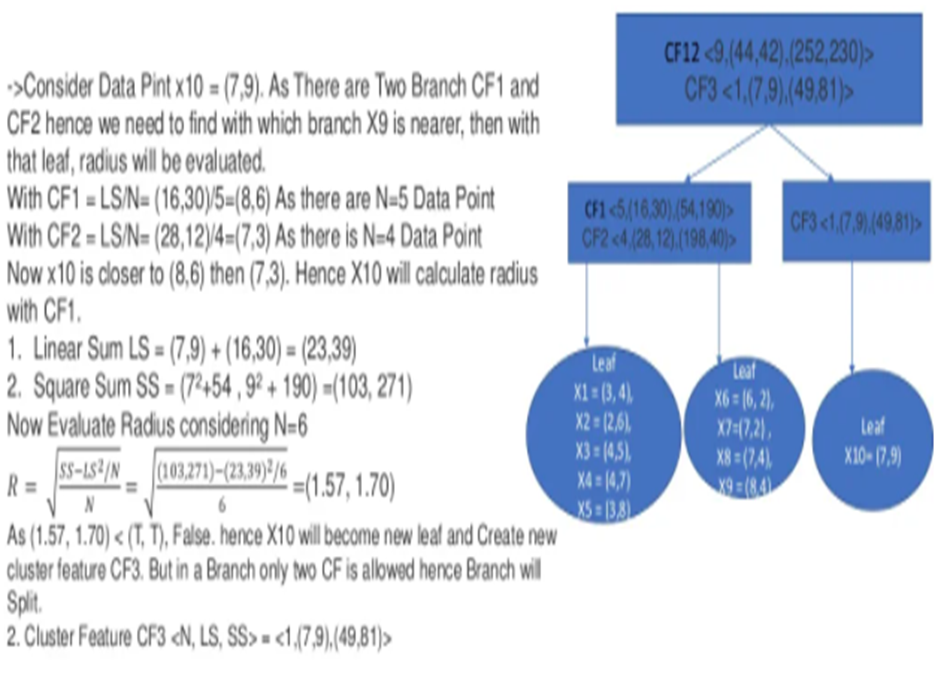 ->Consider Data Pint x10 = (7,9). As There are Two Branch CF1 and
CF2 hence we need to find with which branch X9 is nearer, then with
that leaf, radius will be evaluated.
With CF1 = LS/N= (16,30)/5=(8,6) As there are N=5 Data Point
With CF2 = LS/N= (28,12)/4=(7,3) As there is N=4 Data Point
Now x10 is closer to (8,6) then (7,3). Hence X10 will calculate radius
with CF1.
1. Linear Sum LS = (7,9) + (16,30) = (23,39)
2. Square Sum SS = (7²+54 , 9² + 190) =(103, 271)
Now Evaluate Radius considering N=6
R = √((SS−LS²/N)/N) = √(((103,271)−(23,39)²/6)/6) =(1.57, 1.70)
As (1.57, 1.70) < (T, T), False. hence X10 will become new leaf and Create new
cluster feature CF3. But in a Branch only two CF is allowed hence Branch will
Split.
2. Cluster Feature CF3 <N, LS, SS> = <1,(7,9),(49,81)>
CF12 <9,(44,42),(252,230)>
CF3 <1,(7,9),(49,81)>
CF1 <5,(16,30),(54,190)>
CF2 <4,(28,12),(198,40)>
CF3 <1,(7,9),(49,81)>
Leaf
X1 = (3, 4),
X2 = (2,6),
X3 = (4,5),
X4 = (4,7)
X5 = (3,8)
Leaf
X6 = (6, 2),
X7=(7,2) ,
X8 = (7,4),
X9 = (8,4)
Leaf
X10= (7,9)